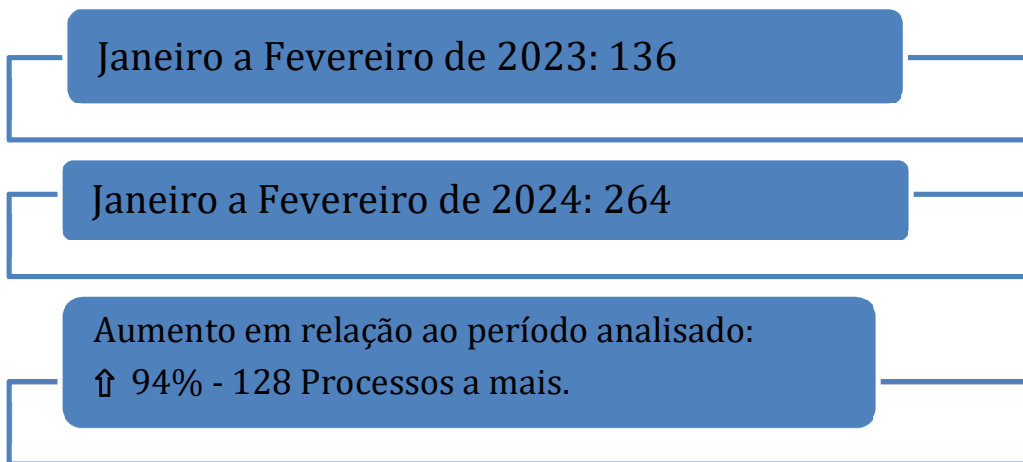 Janeiro a Fevereiro de 2023: 136
Janeiro a Fevereiro de 2024: 264
Aumento em relação ao período analisado:
⇧ 94% - 128 Processos a mais.